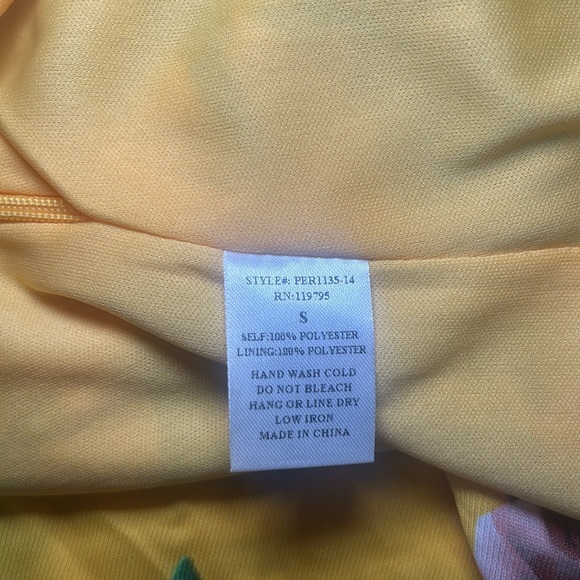 STYLE#: PER1135-14
RN:119795
S
SELF:100% POLYESTER
LINING:100% POLYESTER
HAND WASH COLD
DO NOT BLEACH
HANG OR LINE DRY
LOW IRON
MADE IN CHINA